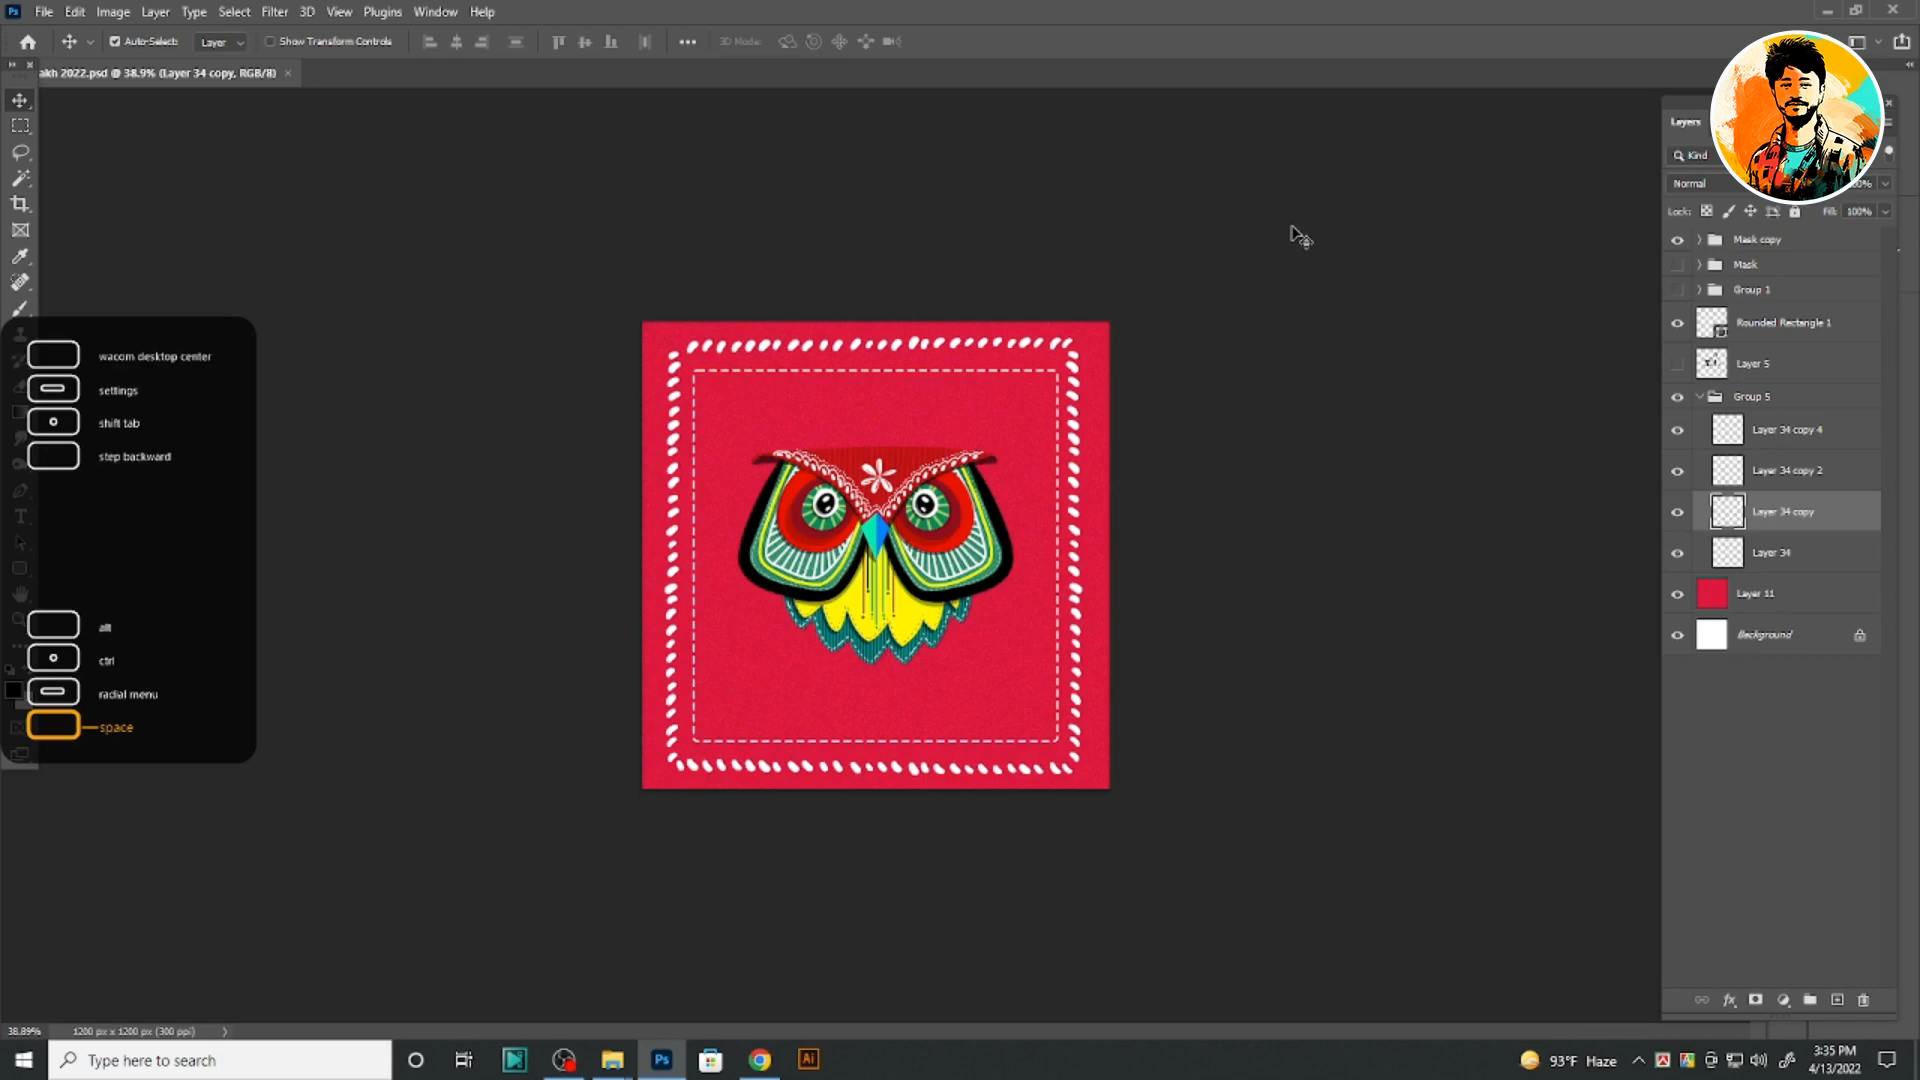 Ps File Edit Image Layer Type Select Filter 3D View Plugins Window Help
Auto-Select: Layer Show Transform Controls 3D Mode:
akh 2022.psd @ 38.9% (Layer 34 copy, RGB/8)
Layers
Kind
Normal
Lock: Fill: 100%
Mask copy
Mask
Group 1
Rounded Rectangle 1
Layer 5
Group 5
Layer 34 copy 4
Layer 34 copy 2
Layer 34 copy
Layer 34
Layer 11
Background
wacom desktop center
settings
shift tab
step backward
alt
ctrl
radial menu
space
38.89% 1200 px x 1200 px (300 ppi)
Type here to search
Ps
Ai
93°F Haze
3:35 PM
4/13/2022